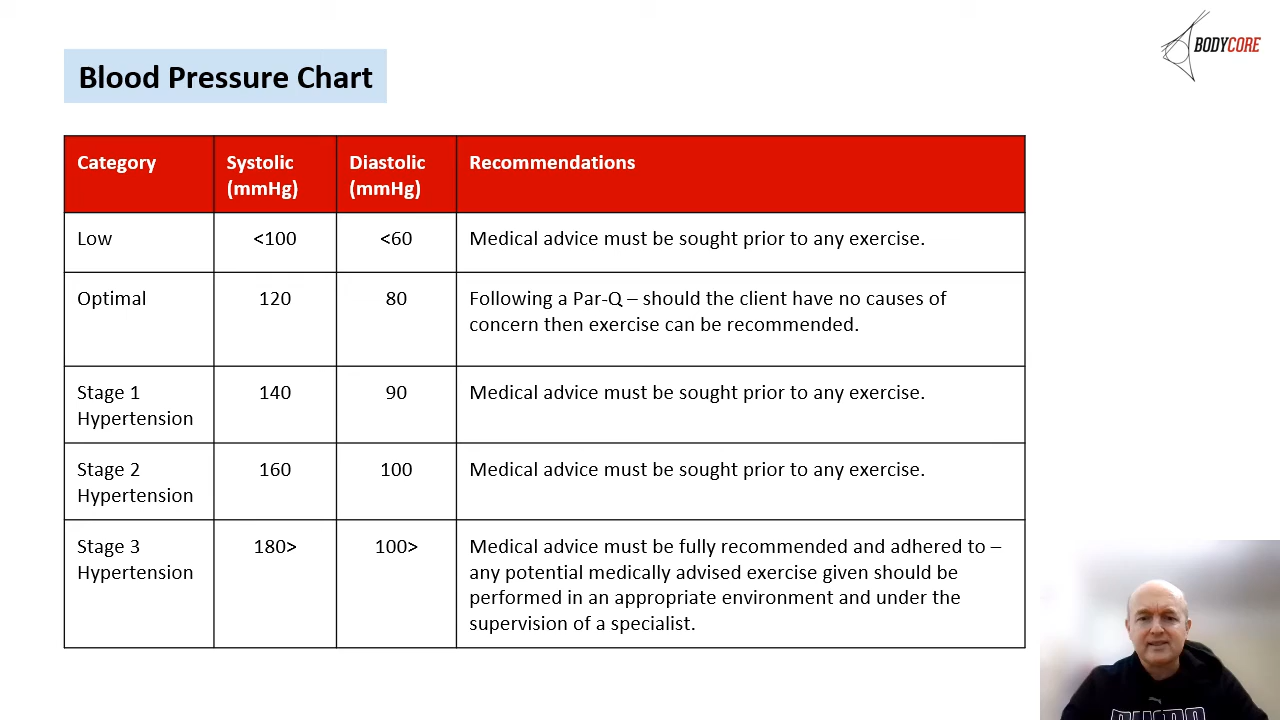 BODYCORE
Blood Pressure Chart
Category
Systolic
(mmHg)
Diastolic
(mmHg)
Recommendations
Low
<100
<60
Medical advice must be sought prior to any exercise.
Optimal
120
80
Following a Par-Q – should the client have no causes of
concern then exercise can be recommended.
Stage 1
Hypertension
140
90
Medical advice must be sought prior to any exercise.
Stage 2
Hypertension
160
100
Medical advice must be sought prior to any exercise.
Stage 3
Hypertension
180>
100>
Medical advice must be fully recommended and adhered to –
any potential medically advised exercise given should be
performed in an appropriate environment and under the
supervision of a specialist.